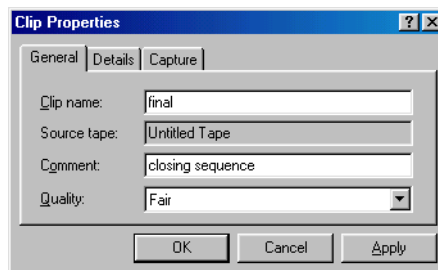 Clip Properties
General Details Capture
Clip name: final
Source tape: Untitled Tape
Comment: closing sequence
Quality: Fair
OK Cancel Apply